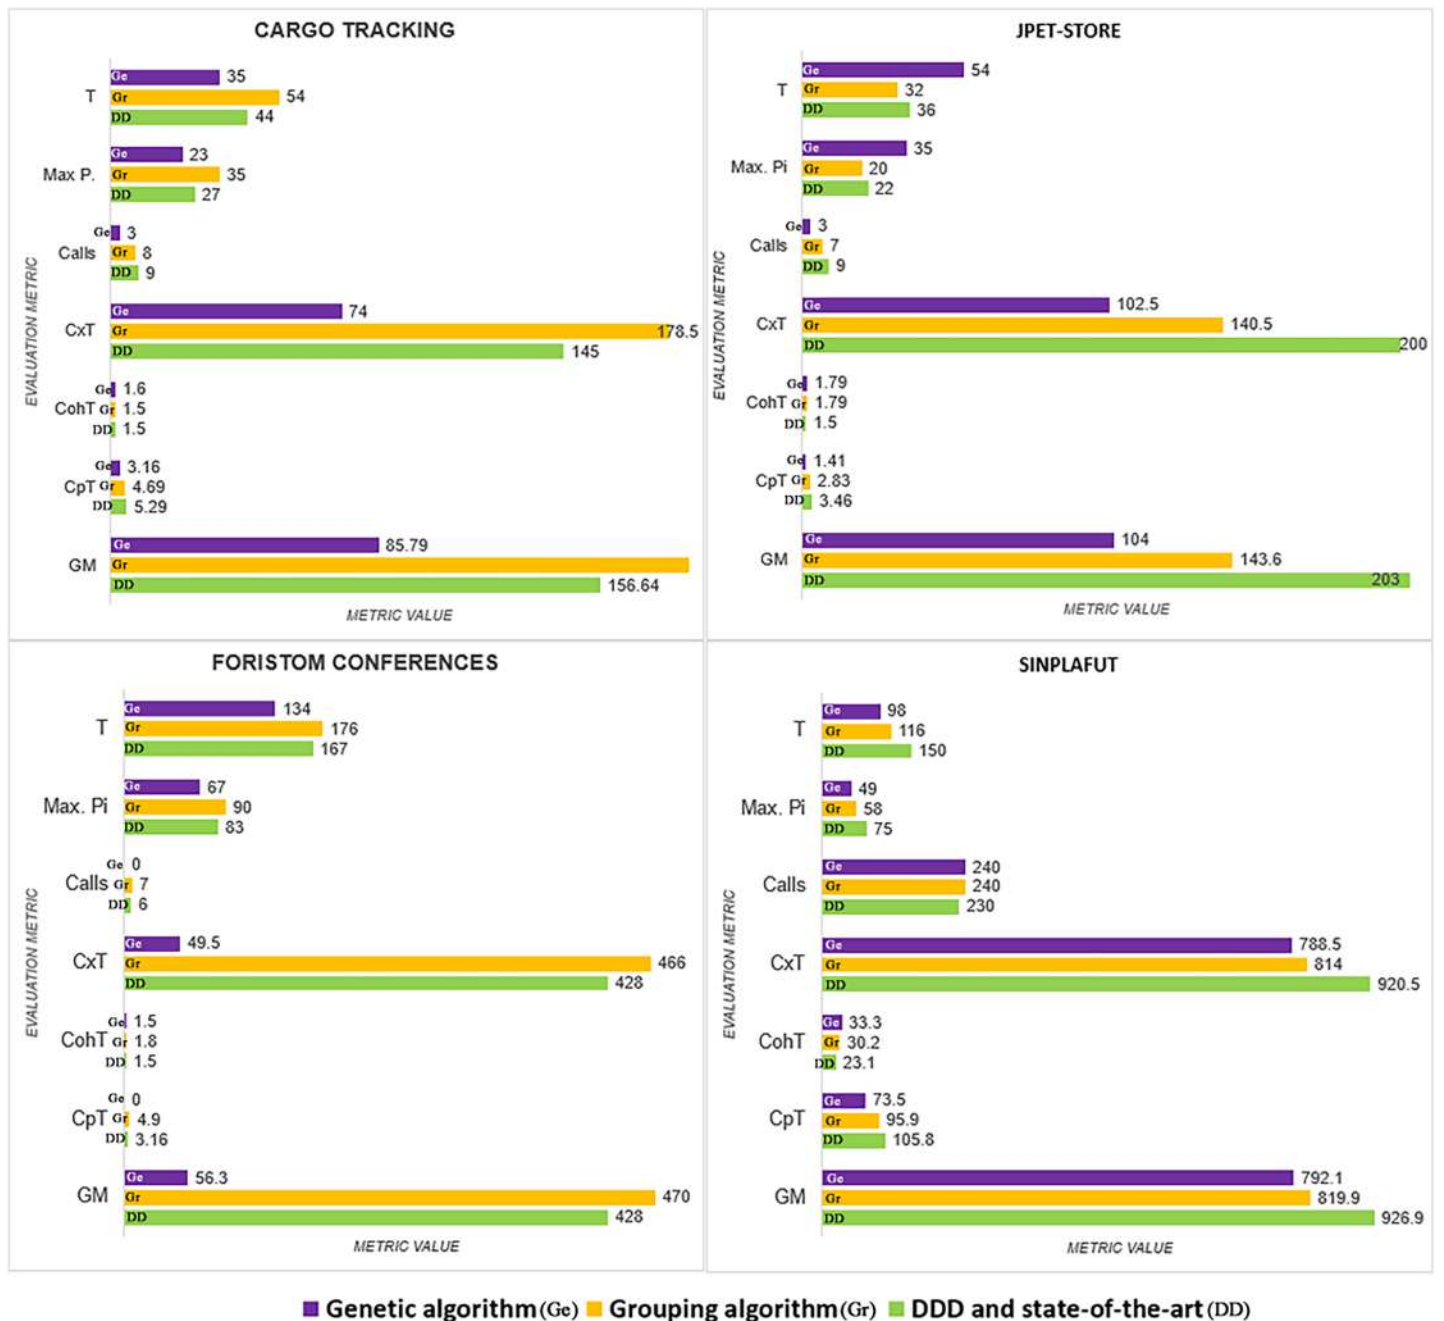 CARGO TRACKING
EVALUATION METRIC
T
Ge 35
Gr 54
DD 44
Max P.
Ge 23
Gr 35
DD 27
Calls
Ge 3
Gr 8
DD 9
CxT
Ge 74
Gr 178.5
DD 145
CohT
Ge 1.6
Gr 1.5
DD 1.5
CpT
Ge 3.16
Gr 4.69
DD 5.29
GM
Ge 85.79
Gr
DD 156.64
METRIC VALUE
JPET-STORE
EVALUATION METRIC
T
Ge 54
Gr 32
DD 36
Max. Pi
Ge 35
Gr 20
DD 22
Calls
Ge 3
Gr 7
DD 9
CxT
Ge 102.5
Gr 140.5
DD 200
CohT
Ge 1.79
Gr 1.79
DD 1.5
CpT
Ge 1.41
Gr 2.83
DD 3.46
GM
Ge 104
Gr 143.6
DD 203
METRIC VALUE
FORISTOM CONFERENCES
EVALUATION METRIC
T
Ge 134
Gr 176
DD 167
Max. Pi
Ge 67
Gr 90
DD 83
Calls
Ge 0
Gr 7
DD 6
CxT
Ge 49.5
Gr 466
DD 428
CohT
Ge 1.5
Gr 1.8
DD 1.5
CpT
Ge 0
Gr 4.9
DD 3.16
GM
Ge 56.3
Gr 470
DD 428
METRIC VALUE
SINPLAFUT
EVALUATION METRIC
T
Ge 98
Gr 116
DD 150
Max. Pi
Ge 49
Gr 58
DD 75
Calls
Ge 240
Gr 240
DD 230
CxT
Ge 788.5
Gr 814
DD 920.5
CohT
Ge 33.3
Gr 30.2
DD 23.1
CpT
Ge 73.5
Gr 95.9
DD 105.8
GM
Ge 792.1
Gr 819.9
DD 926.9
METRIC VALUE
Genetic algorithm(Ge) Grouping algorithm(Gr) DDD and state-of-the-art(DD)